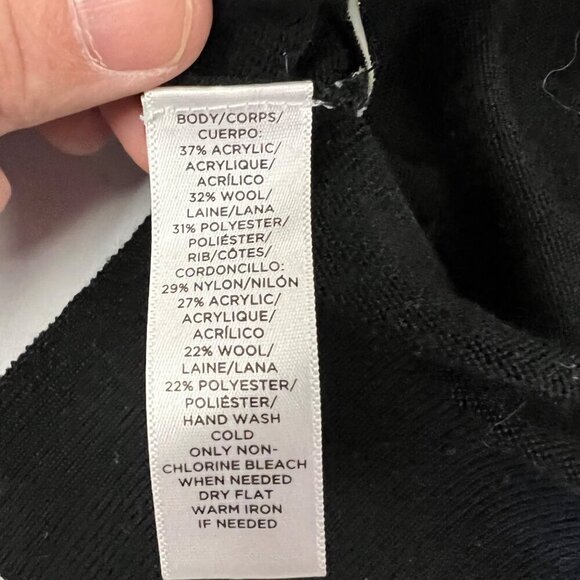 BODY/CORPS/
CUERPO:
37% ACRYLIC/
ACRYLIQUE/
ACRÍLICO
32% WOOL/
LAINE/LANA
31% POLYESTER/
POLIÉSTER/
RIB/CÔTES/
CORDONCILLO:
29% NYLON/NILÓN
27% ACRYLIC/
ACRYLIQUE/
ACRÍLICO
22% WOOL/
LAINE/LANA
22% POLYESTER/
POLIÉSTER/
HAND WASH
COLD
ONLY NON-
CHLORINE BLEACH
WHEN NEEDED
DRY FLAT
WARM IRON
IF NEEDED